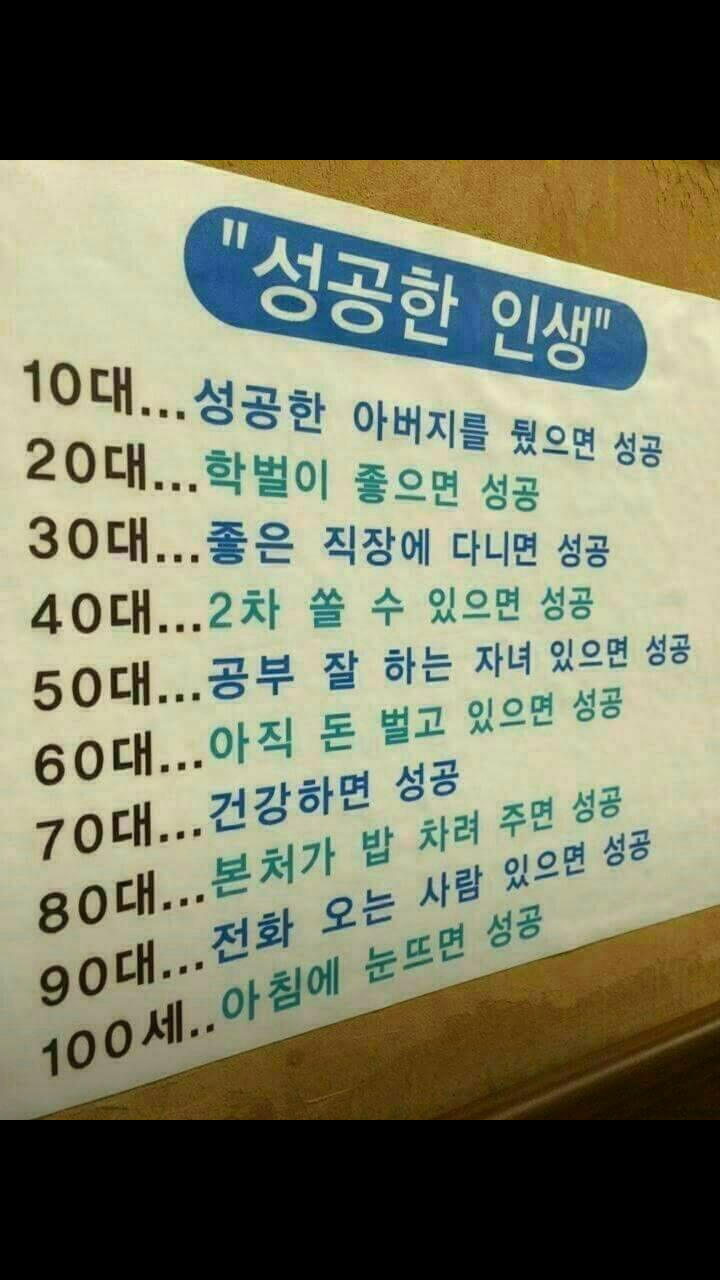 "성공한 인생"
10대...성공한 아버지를 뒀으면 성공
20대...학벌이 좋으면 성공
30대...좋은 직장에 다니면 성공
40대...2차 쏠 수 있으면 성공
50대...공부 잘 하는 자녀 있으면 성공
60대...아직 돈 벌고 있으면 성공
70대...건강하면 성공
80대...본처가 밥 차려 주면 성공
90대...전화 오는 사람 있으면 성공
100세..아침에 눈뜨면 성공